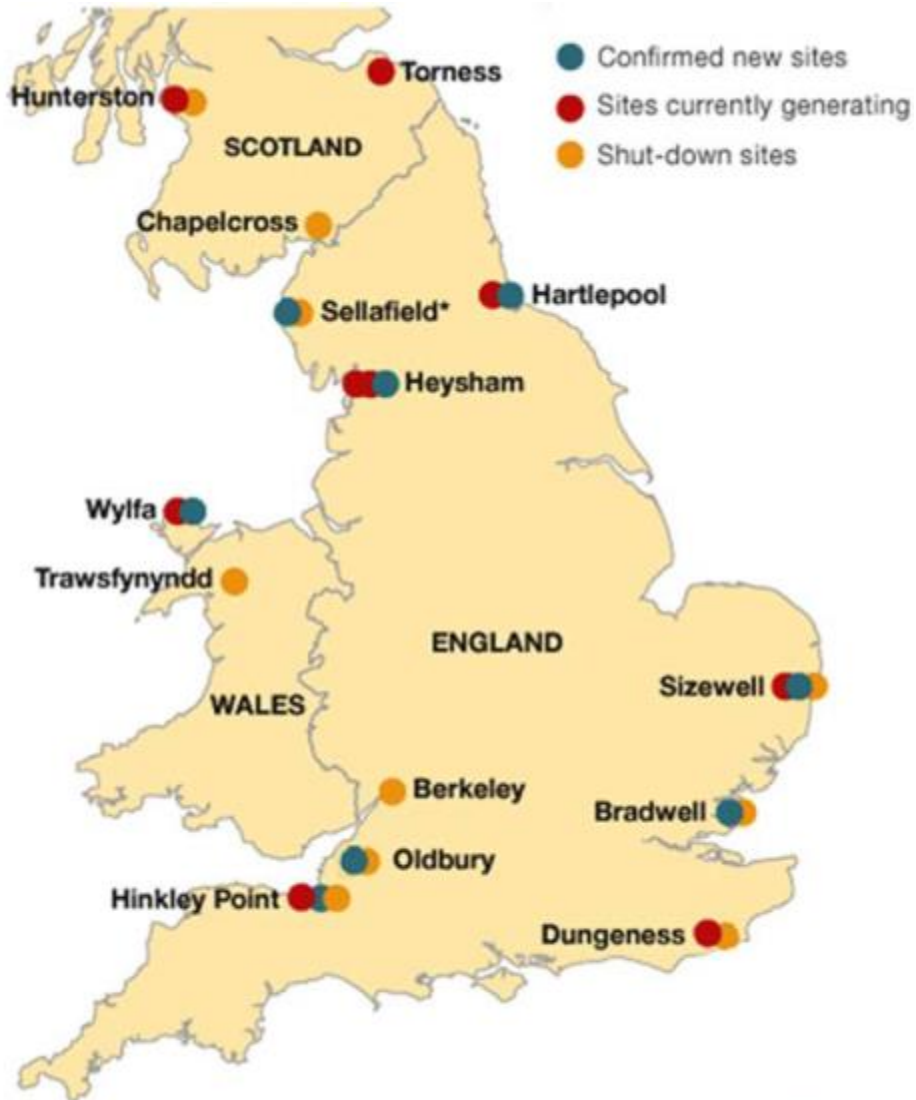 Confirmed new sites
Torness
Hunterston
Sites currently generating
SCOTLAND
Shut-down sites
Chapelcross
Hartlepool
Sellafield*
Heysham
Wylfa
Trawsfynyndd
ENGLAND
Sizewell
WALES
Berkeley
Bradwell
Oldbury
Hinkley Point
Dungeness